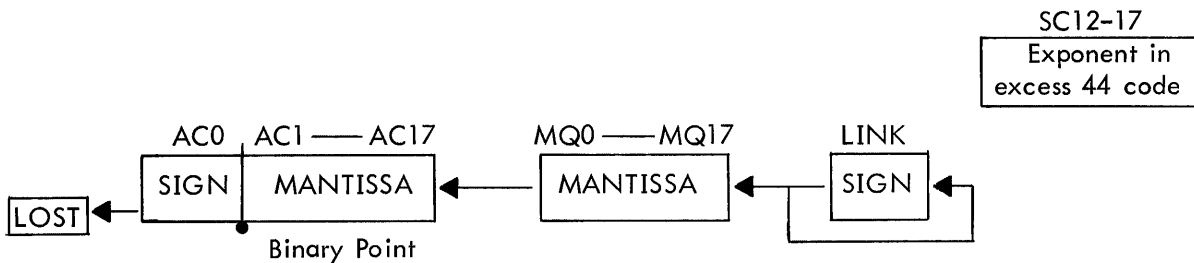 SC12-17
Exponent in
excess 44 code
AC0 AC1 — AC17 MQ0 — MQ17 LINK
SIGN MANTISSA MANTISSA SIGN
LOST
Binary Point